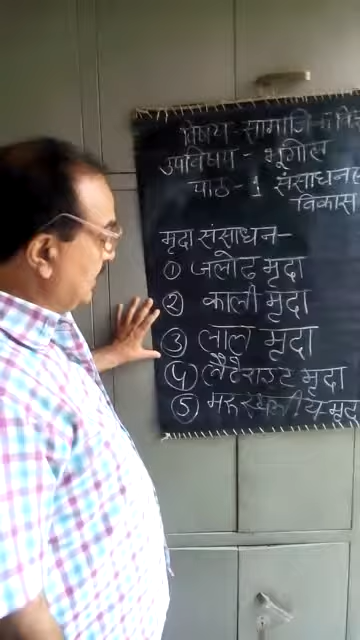 विषय - सामाजिक
उपविषय - भूगोल
पाठ - 1 संसाधन
विकास
मृदा संसाधन -
① जलोढ मृदा
② काली मृदा
③ लाल मृदा
④ लैटेराइट मृदा
⑤ मरुस्थलीय मृदा